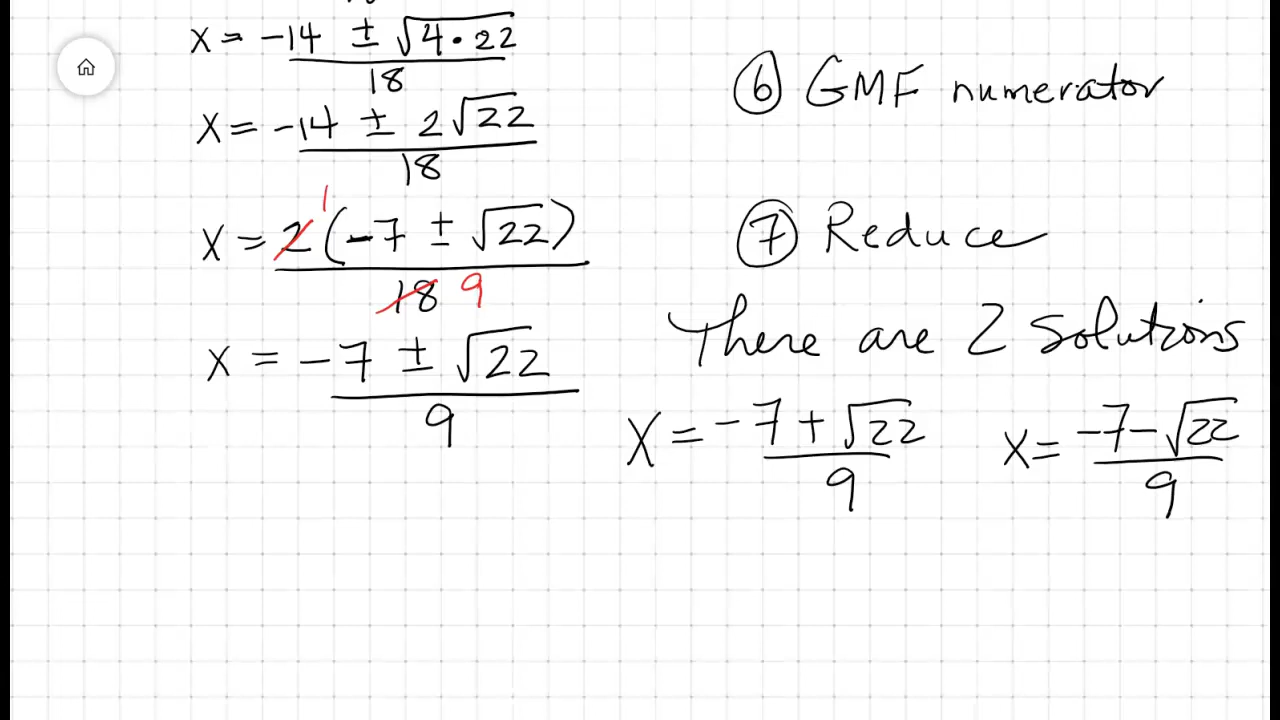 x = -14 ± √4·22
18
x = -14 ± 2√22
18
1
x = 2(-7 ± √22)
18 9
x = -7 ± √22
9
⑥ GMF numerator
⑦ Reduce
There are 2 solutions
x = -7 + √22
9
x = -7 - √22
9